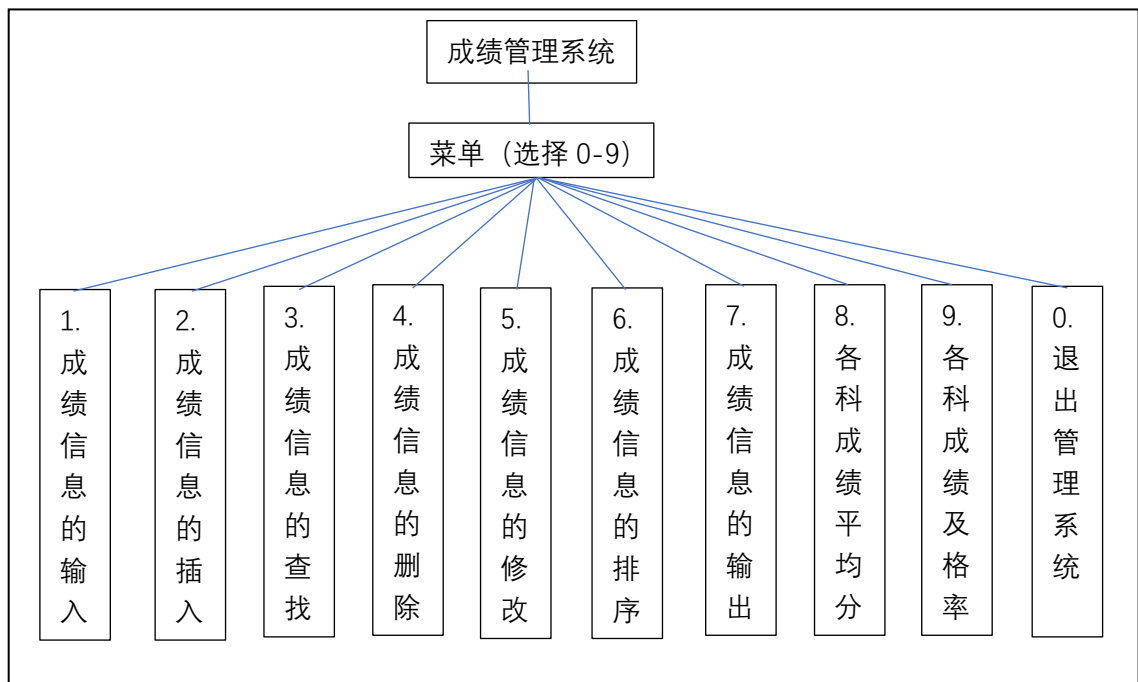 成绩管理系统
菜单（选择 0-9）
1.成绩信息的输入
2.成绩信息的插入
3.成绩信息的查找
4.成绩信息的删除
5.成绩信息的修改
6.成绩信息的排序
7.成绩信息的输出
8.各科成绩平均分
9.各科成绩及格率
0.退出管理系统